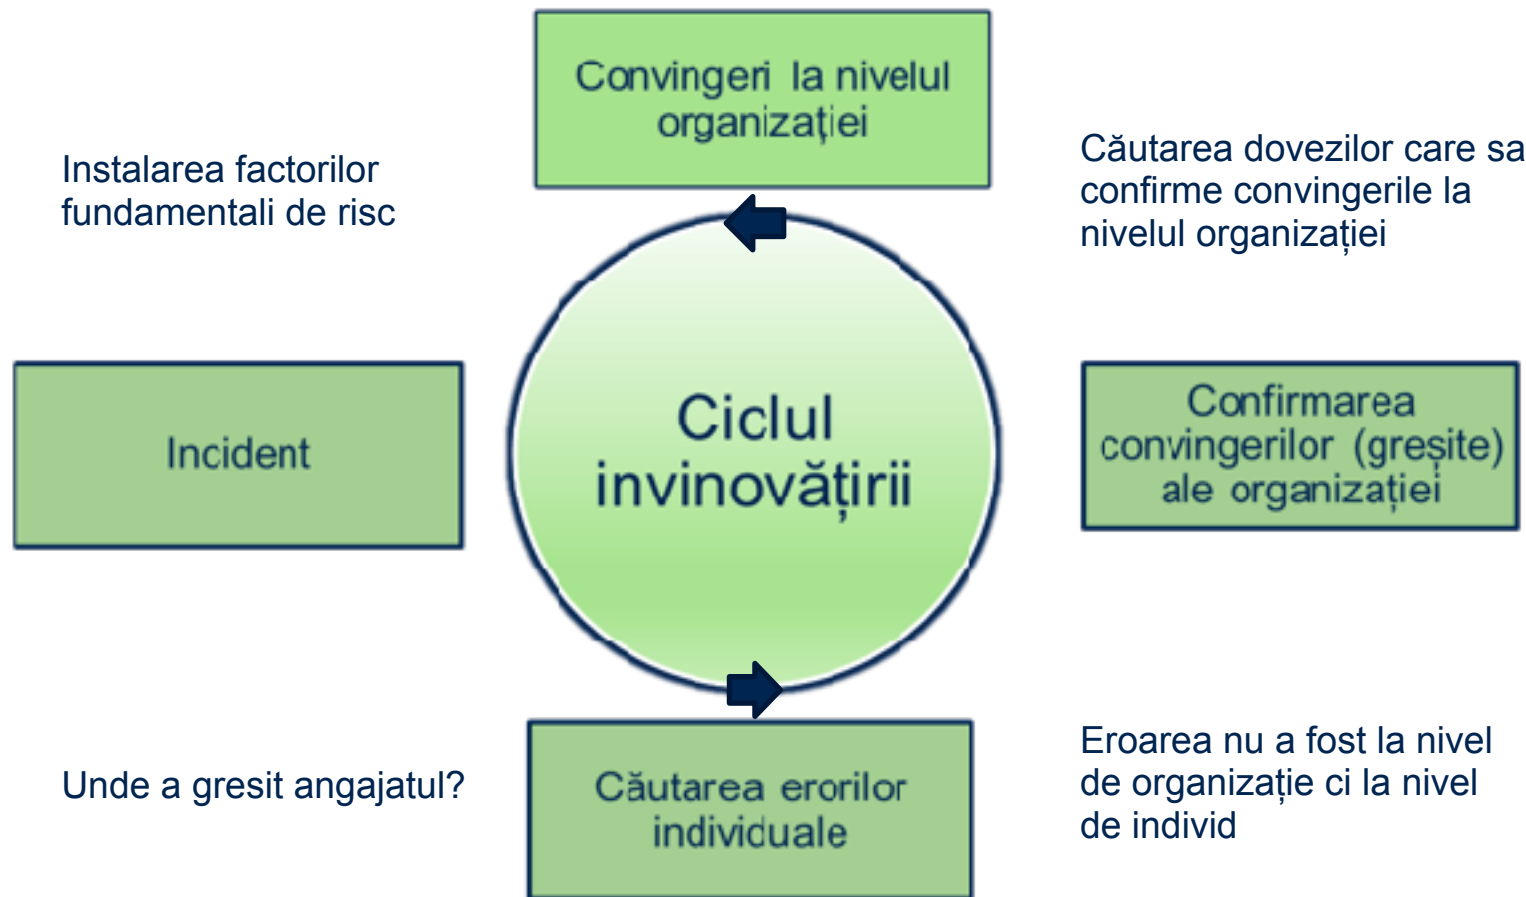 Convingeri la nivelul
organizației
Instalarea factorilor
fundamentali de risc
Căutarea dovezilor care sa
confirme convingerile la
nivelul organizației
Incident
Ciclul
invinovățirii
Confirmarea
convingerilor (greșite)
ale organizației
Unde a gresit angajatul?
Căutarea erorilor
individuale
Eroarea nu a fost la nivel
de organizație ci la nivel
de individ